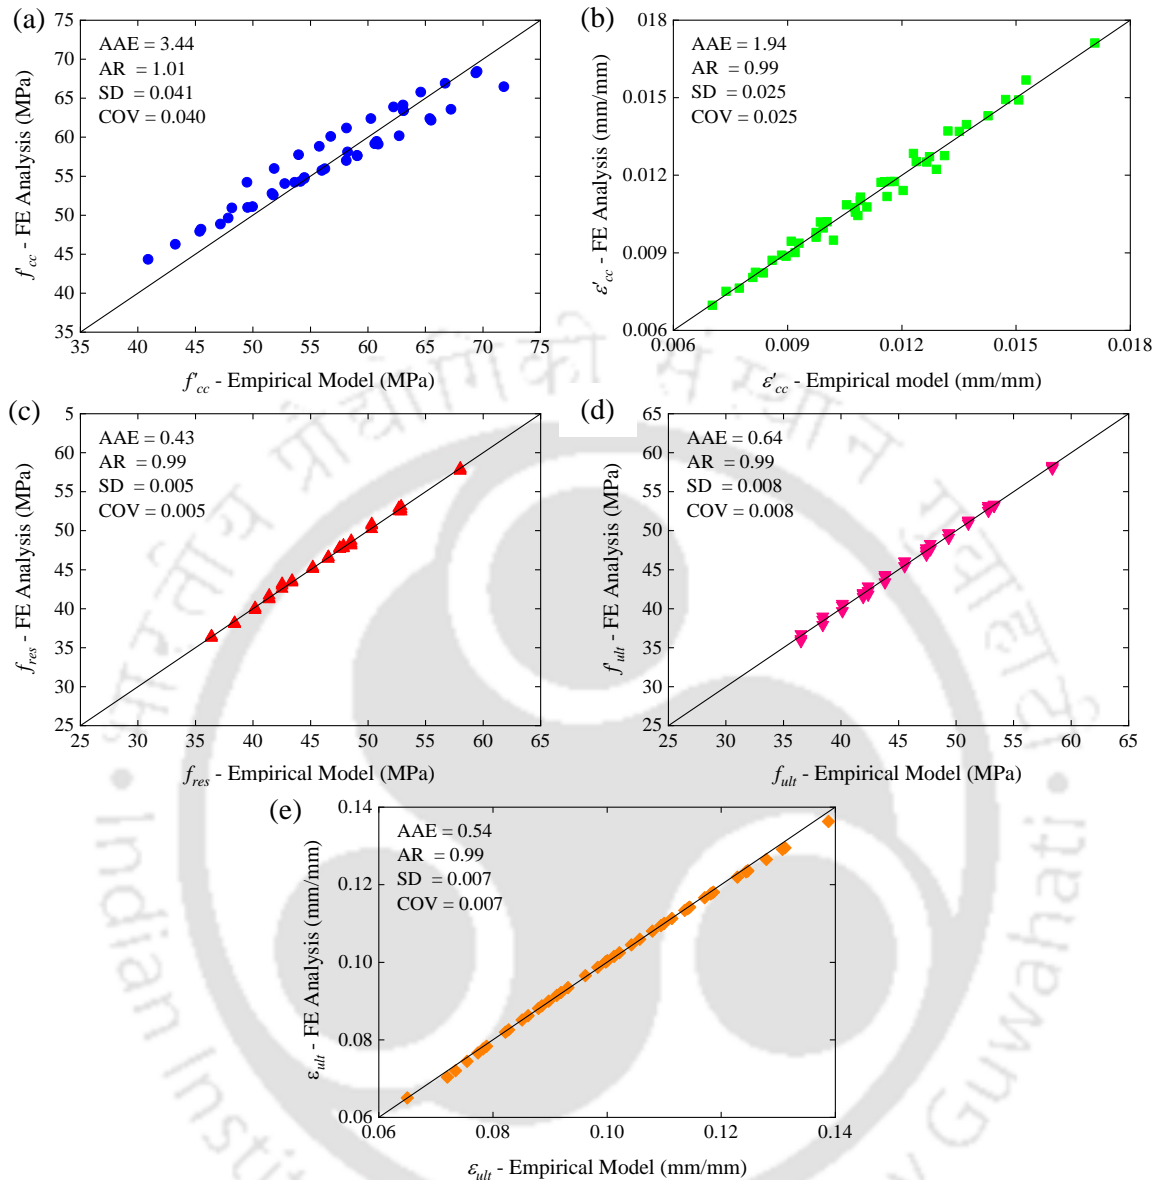 (a)
75
70
65
60
55
50
45
40
35
35 40 45 50 55 60 65 70 75
AAE = 3.44
AR = 1.01
SD = 0.041
COV = 0.040
f'cc - FE Analysis (MPa)
f'cc - Empirical Model (MPa)
(b)
0.018
0.015
0.012
0.009
0.006
0.006 0.009 0.012 0.015 0.018
AAE = 1.94
AR = 0.99
SD = 0.025
COV = 0.025
ε'cc - FE Analysis (mm/mm)
ε'cc - Empirical model (mm/mm)
(c)
5
60
55
50
45
40
35
30
25
25 30 35 40 45 50 55 60 65
AAE = 0.43
AR = 0.99
SD = 0.005
COV = 0.005
fres - FE Analysis (MPa)
fres - Empirical Model (MPa)
(d)
65
60
55
50
45
40
35
30
25
25 30 35 40 45 50 55 60 65
AAE = 0.64
AR = 0.99
SD = 0.008
COV = 0.008
f'ult - FE Analysis (MPa)
fult - Empirical Model (MPa)
(e)
0.14
0.12
0.10
0.08
0.06
0.06 0.08 0.10 0.12 0.14
AAE = 0.54
AR = 0.99
SD = 0.007
COV = 0.007
εult - FE Analysis (mm/mm)
εult - Empirical Model (mm/mm)
Indian
Guwahati